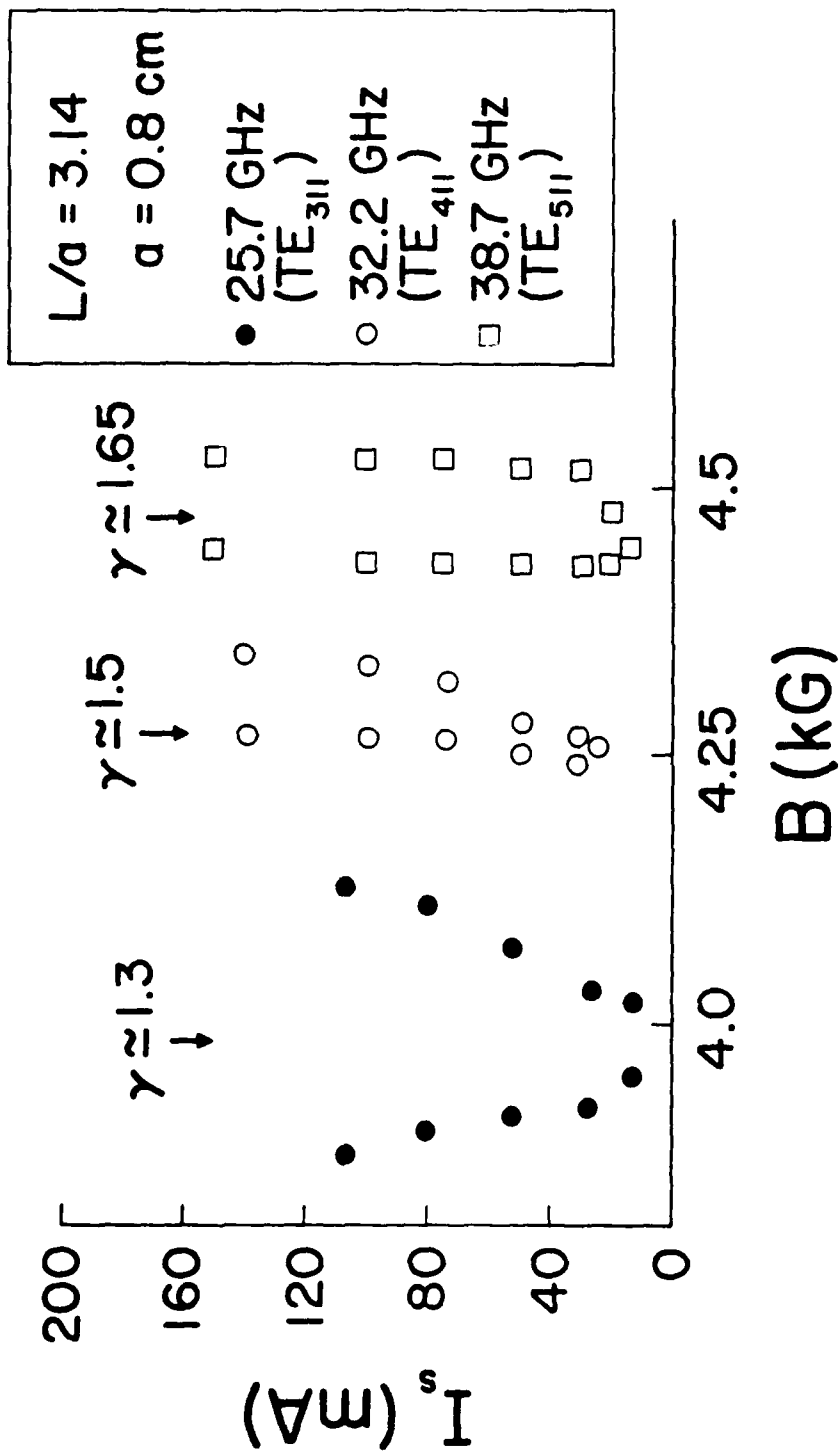 L/a = 3.14
a = 0.8 cm
● 25.7 GHz
(TE₃₁₁)
○ 32.2 GHz
(TE₄₁₁)
□ 38.7 GHz
(TE₅₁₁)
γ≃1.3
γ≃1.5
γ≃1.65
200
160
120
80
40
0
I_s (mA)
4.0
4.25
4.5
B (kG)